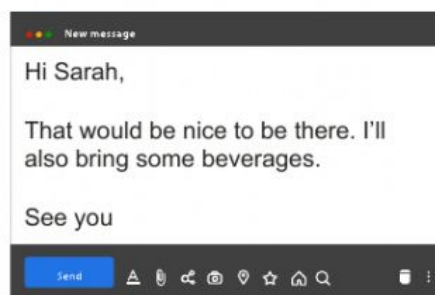 New message
Hi Sarah,
That would be nice to be there. I'll
also bring some beverages.
See you
Send